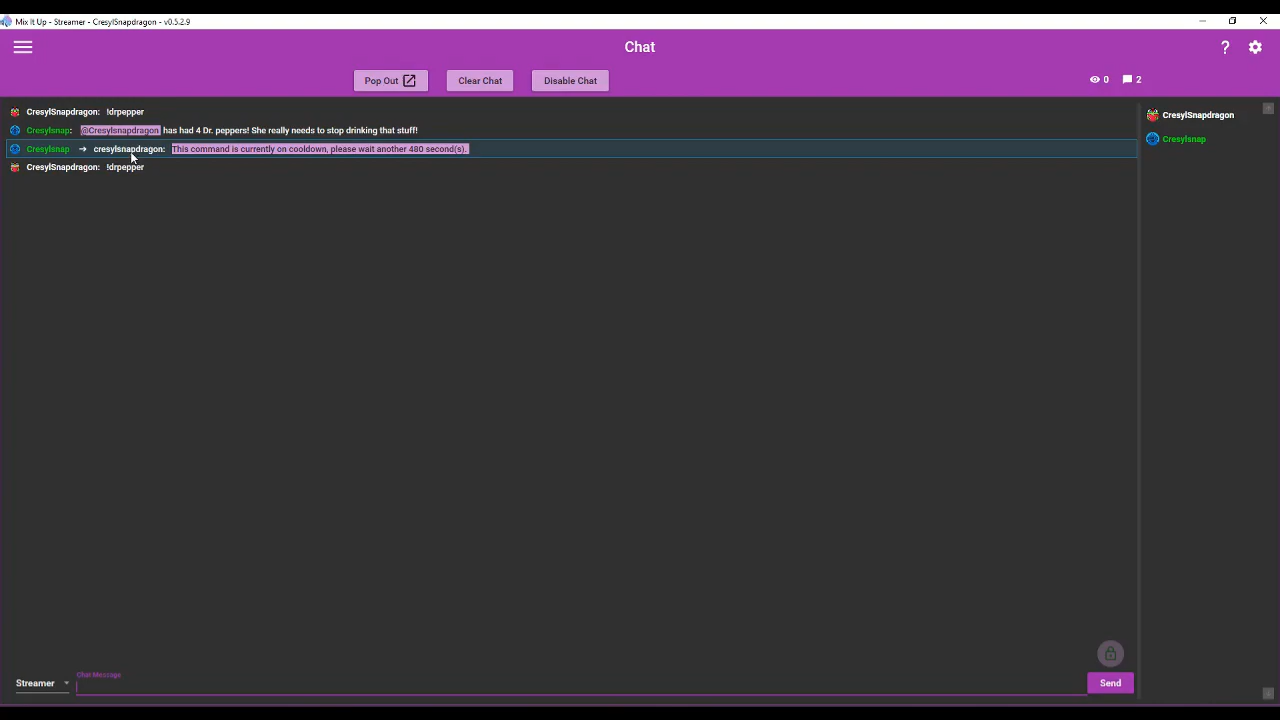 Mix It Up - Streamer - CresylSnapdragon - v0.5.2.9
Chat
?
Pop Out
Clear Chat
Disable Chat
0
2
CresylSnapdragon: !drpepper
Cresylsnap: @Cresylsnapdragon has had 4 Dr. peppers! She really needs to stop drinking that stuff!
Cresylsnap → cresylsnapdragon: This command is currently on cooldown, please wait another 480 second(s).
CresylSnapdragon: !drpepper
CresylSnapdragon
Cresylsnap
Streamer
Chat Message
Send